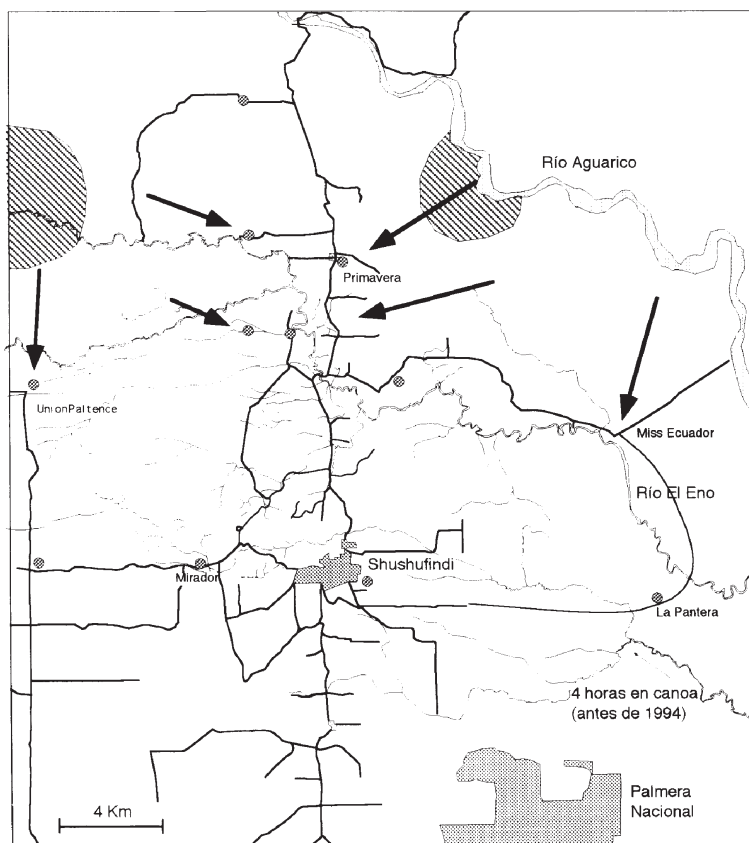 Río Aguarico
Primavera
UnionPaltence
Miss Ecuador
Río El Eno
Shushufindi
Mirador
La Pantera
4 horas en canoa
(antes de 1994)
4 Km
Palmera
Nacional